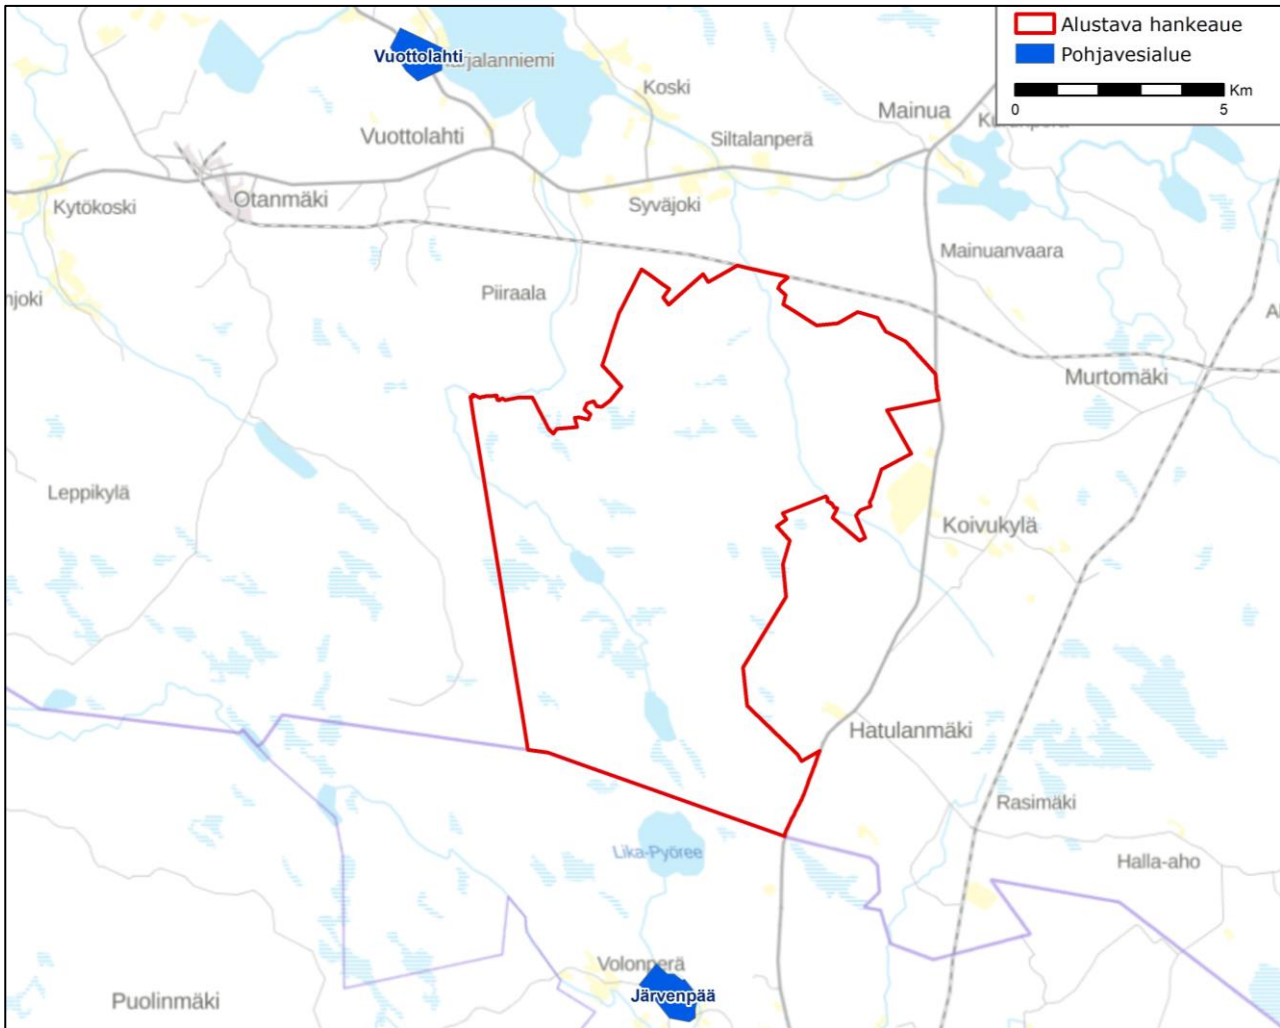 Alustava hankeaue
Pohjavesialue
Km
0 5
Vuottolahti
Koski
Mainua
Vuottolahti
Siltalanperä
Otanmäki
Kytökoski
Syväjoki
Mainuanvaara
Piiraala
Murtomäki
Leppikylä
Koivukylä
Hatulanmäki
Rasimäki
Lika-Pyöree
Halla-aho
Volonperä
Järvenpää
Puolinmäki